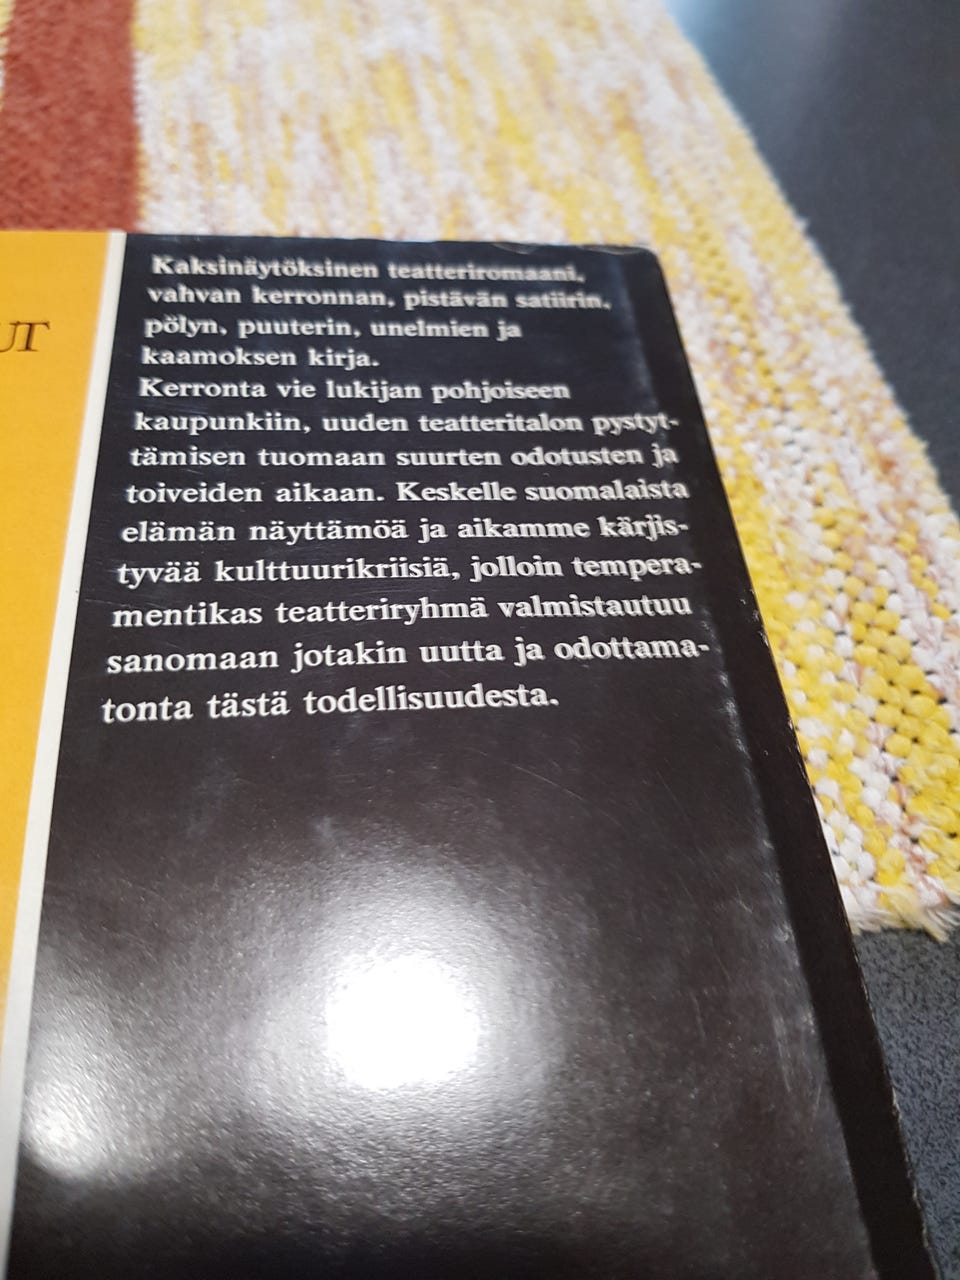 UT
Kaksinäytöksinen teatteriromaani,
vahvan kerronnan, pistävän satiirin,
pölyn, puuterin, unelmien ja
kaamoksen kirja.
Kerronta vie lukijan pohjoiseen
kaupunkiin, uuden teatteritalon pystyt-
tämisen tuomaan suurten odotusten ja
toiveiden aikaan. Keskelle suomalaista
elämän näyttämöä ja aikamme kärjis-
tyvää kulttuurikriisiä, jolloin tempera-
mentikas teatteriryhmä valmistautuu
sanomaan jotakin uutta ja odottama-
tonta tästä todellisuudesta.